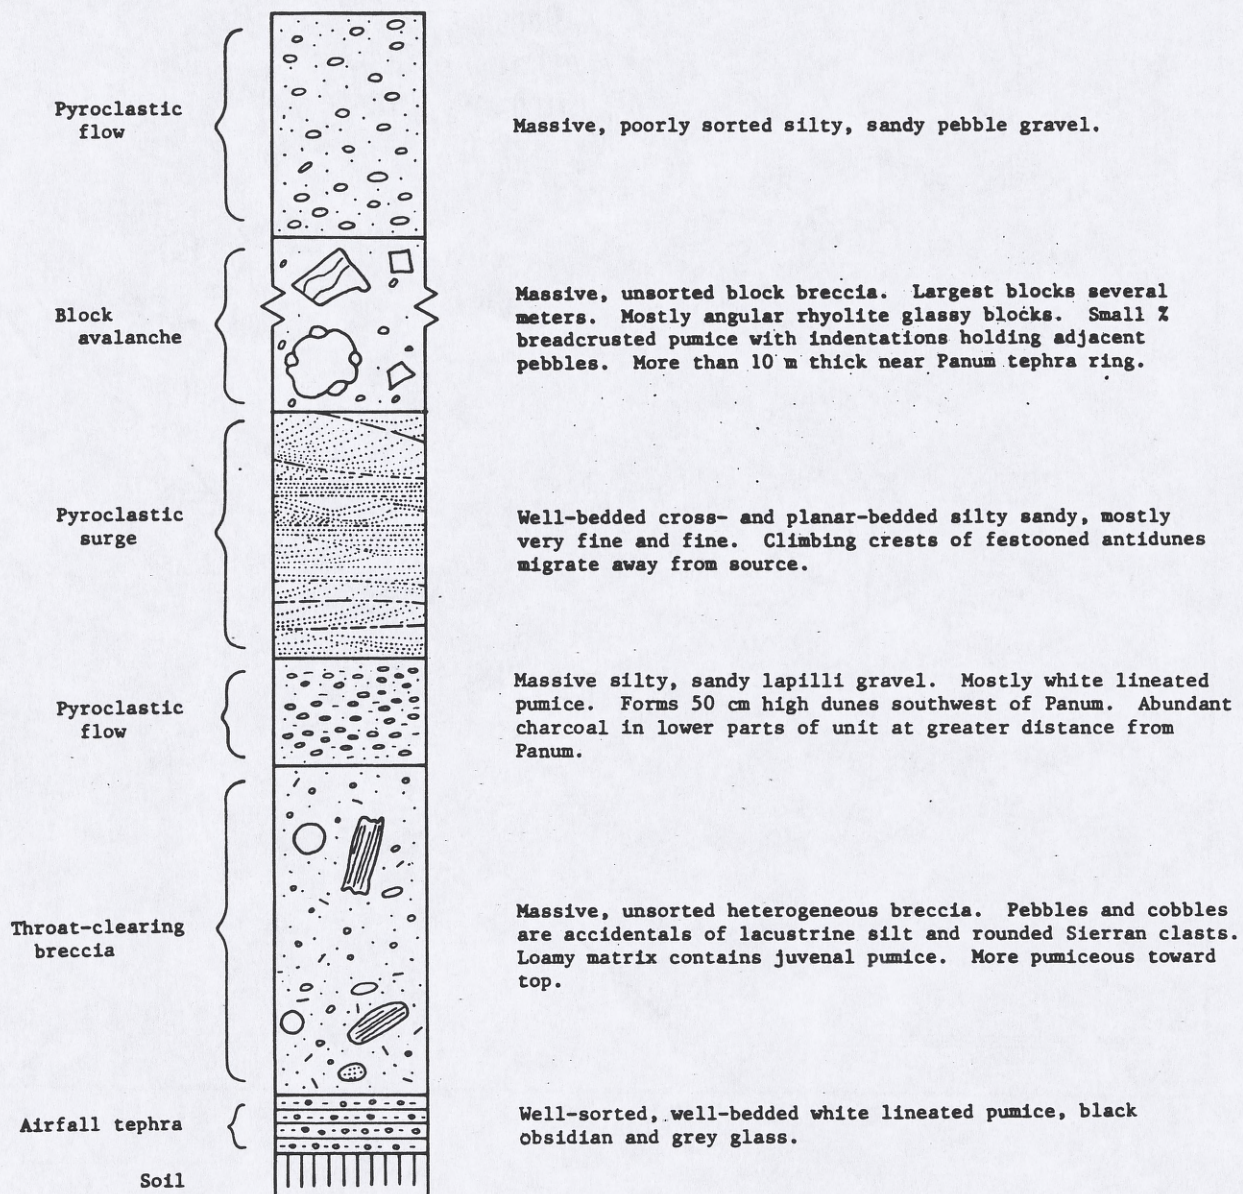 Pyroclastic
flow
Massive, poorly sorted silty, sandy pebble gravel.
Block
avalanche
Massive, unsorted block breccia. Largest blocks several
meters. Mostly angular rhyolite glassy blocks. Small %
breadcrusted pumice with indentations holding adjacent
pebbles. More than 10 m thick near Panum tephra ring.
Pyroclastic
surge
Well-bedded cross- and planar-bedded silty sandy, mostly
very fine and fine. Climbing crests of festooned antidunes
migrate away from source.
Pyroclastic
flow
Massive silty, sandy lapilli gravel. Mostly white lineated
pumice. Forms 50 cm high dunes southwest of Panum. Abundant
charcoal in lower parts of unit at greater distance from
Panum.
Throat-clearing
breccia
Massive, unsorted heterogeneous breccia. Pebbles and cobbles
are accidentals of lacustrine silt and rounded Sierran clasts.
Loamy matrix contains juvenal pumice. More pumiceous toward
top.
Airfall tephra
Well-sorted, well-bedded white lineated pumice, black
obsidian and grey glass.
Soil